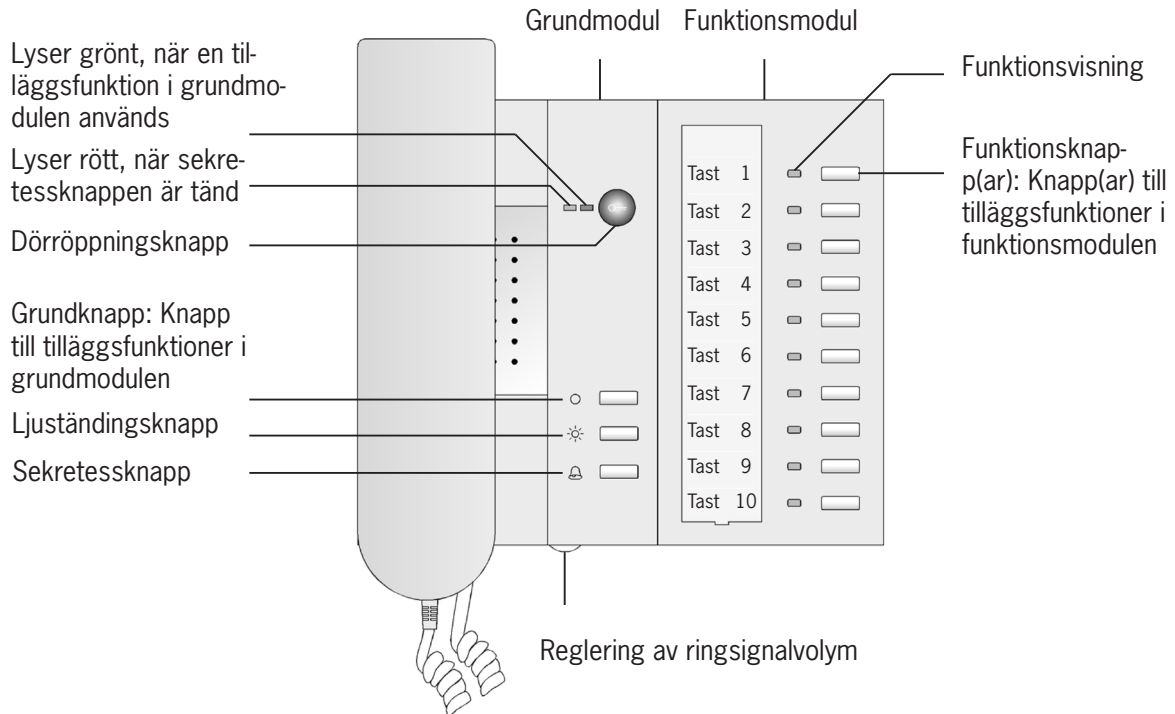 Grundmodul
Funktionsmodul
Lyser grönt, när en til-
läggsfunktion i grundmo-
dulen används
Lyser rött, när sekre-
tessknappen är tänd
Dörröppningsknapp
Grundknapp: Knapp
till tilläggsfunktioner i
grundmodulen
Ljuständingsknapp
Sekretessknapp
Tast 1
Tast 2
Tast 3
Tast 4
Tast 5
Tast 6
Tast 7
Tast 8
Tast 9
Tast 10
Funktionsvisning
Funktionsknap-
p(ar): Knapp(ar) till
tilläggsfunktioner i
funktionsmodulen
Reglering av ringsignalvolym